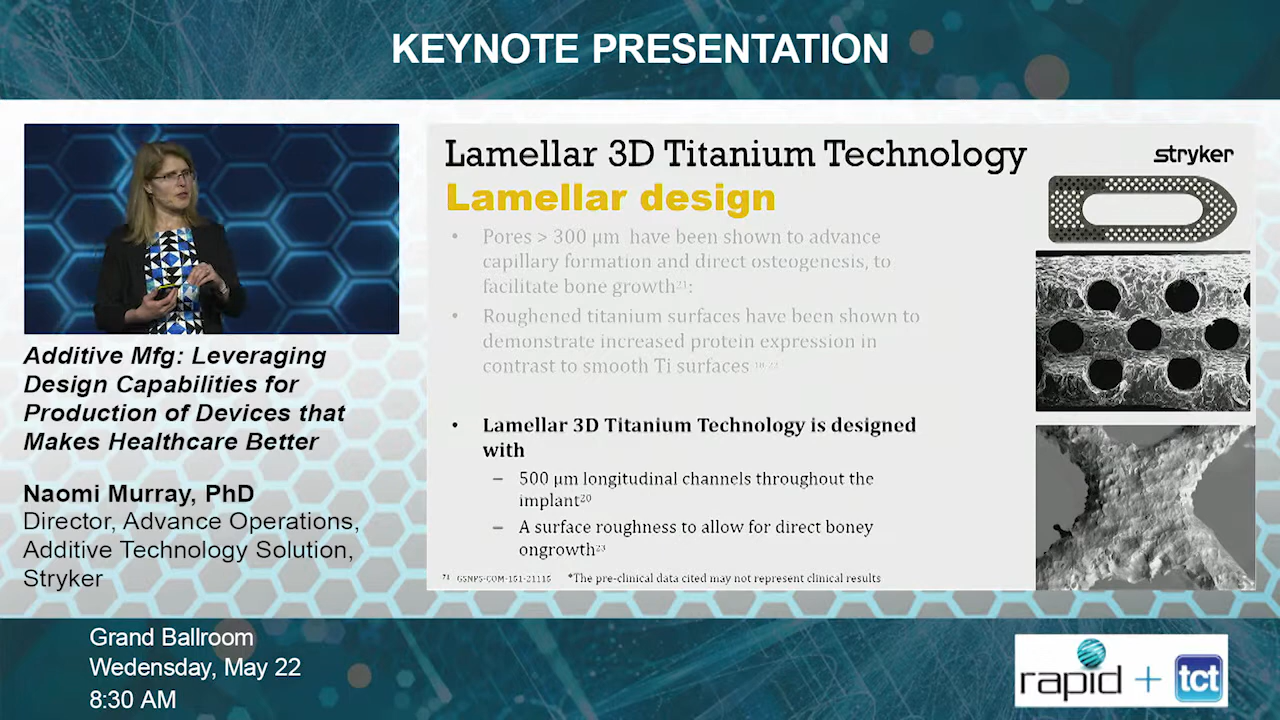 KEYNOTE PRESENTATION
Additive Mfg: Leveraging
Design Capabilities for
Production of Devices that
Makes Healthcare Better
Naomi Murray, PhD
Director, Advance Operations,
Additive Technology Solution,
Stryker
Lamellar 3D Titanium Technology
stryker
Lamellar design
• Pores > 300 µm have been shown to advance
capillary formation and direct osteogenesis, to
facilitate bone growth²¹:
• Roughened titanium surfaces have been shown to
demonstrate increased protein expression in
contrast to smooth Ti surfaces
• Lamellar 3D Titanium Technology is designed
with
– 500 µm longitudinal channels throughout the
implant²⁰
– A surface roughness to allow for direct boney
ongrowth²³
71 *The pre-clinical data cited may not represent clinical results
Grand Ballroom
Wedensday, May 22
8:30 AM
rapid + tct